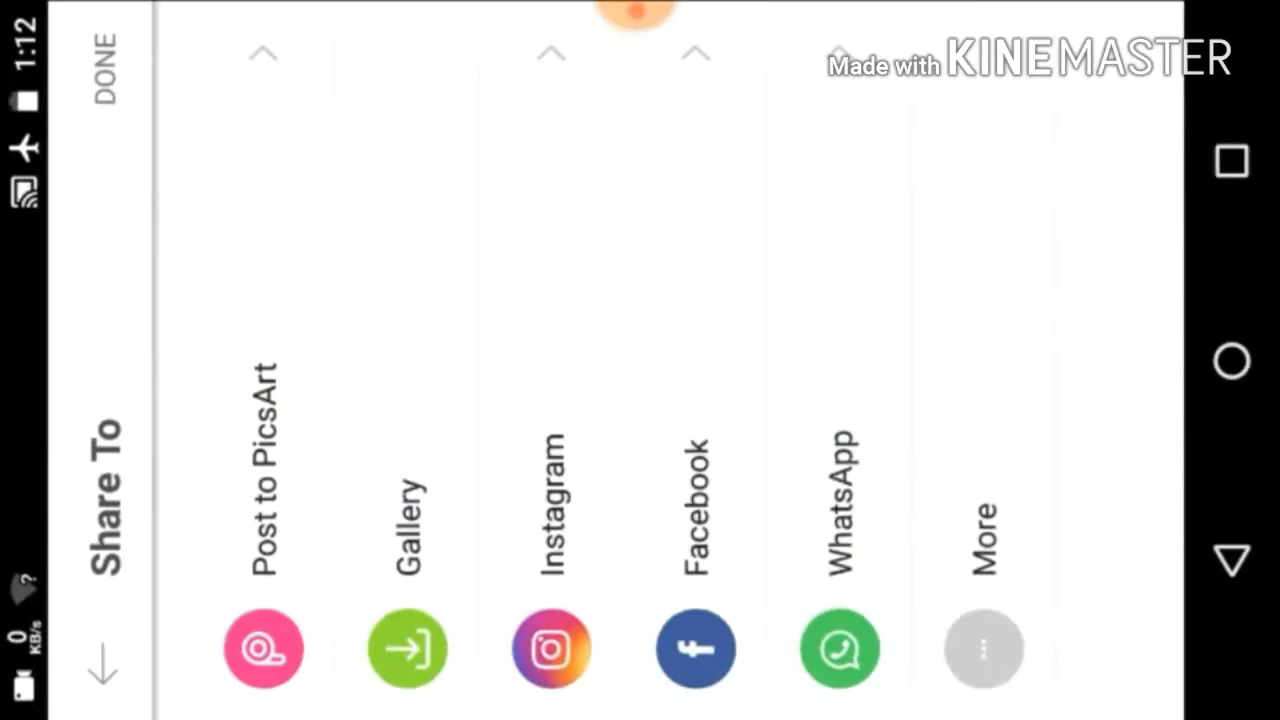 Made with KINEMASTER
1:12
0
KB/s
?
Share To
DONE
Post to PicsArt
Gallery
Instagram
Facebook
WhatsApp
More